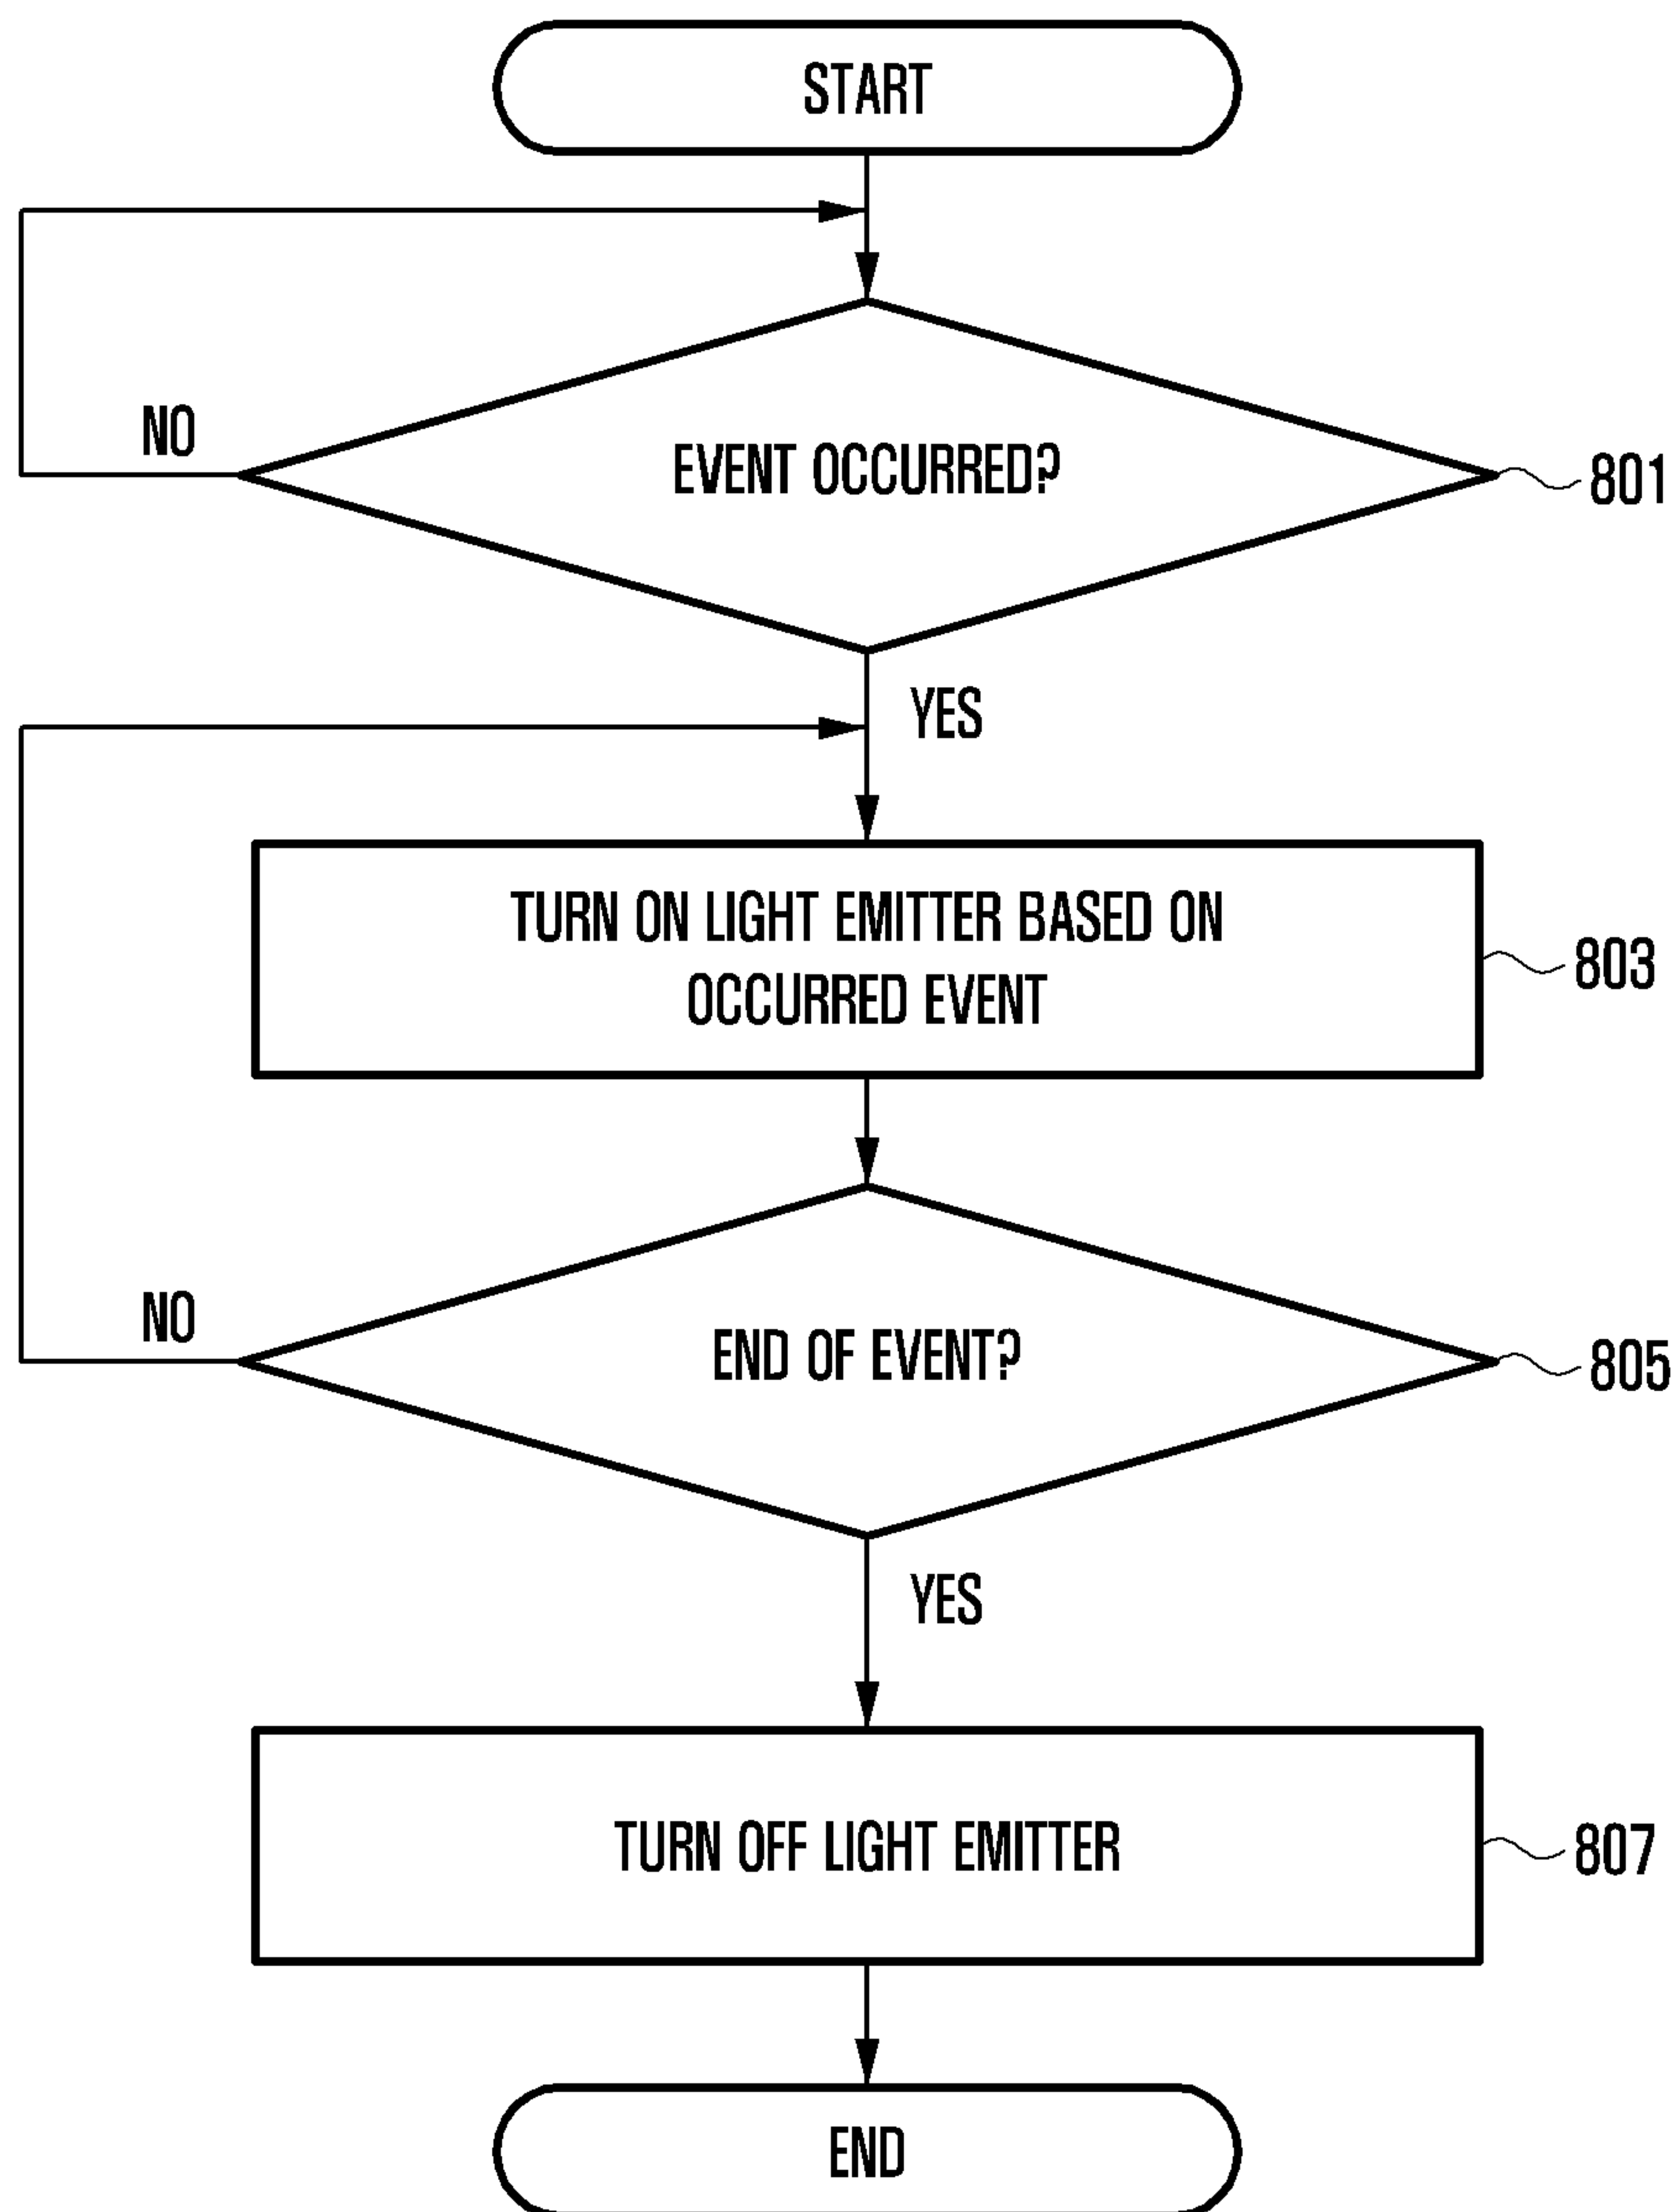 START
NO
EVENT OCCURRED?
801
YES
TURN ON LIGHT EMITTER BASED ON
OCCURRED EVENT
803
NO
END OF EVENT?
805
YES
TURN OFF LIGHT EMITTER
807
END